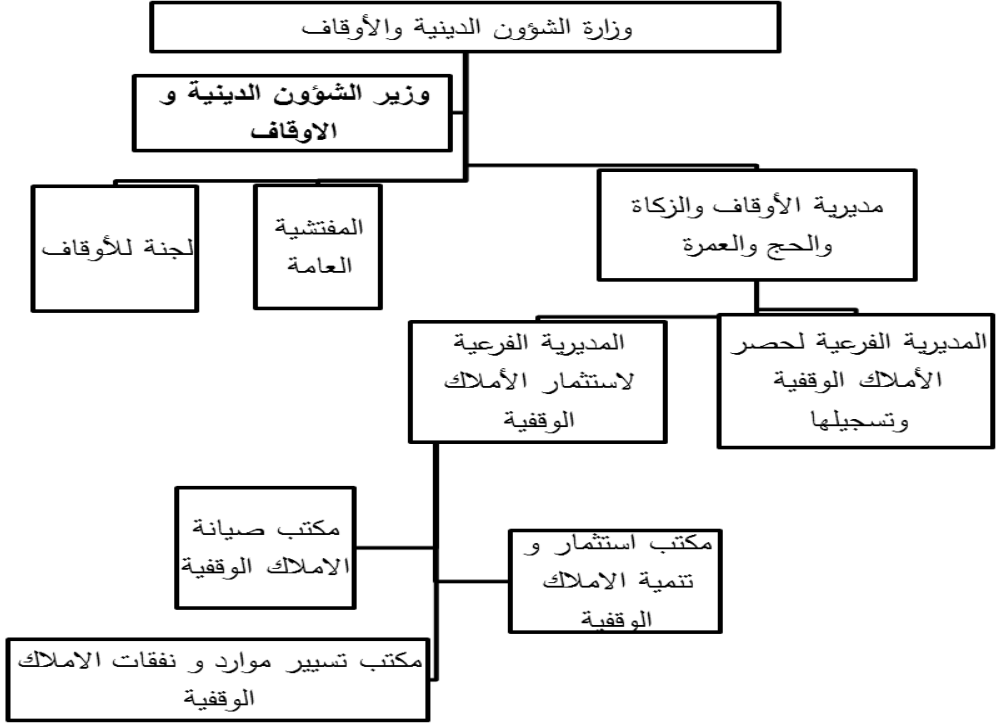 وزارة الشؤون الدينية والأوقاف
وزير الشؤون الدينية و
الاوقاف
مديرية الأوقاف والزكاة
والحج والعمرة
المفتشية
العامة
لجنة للأوقاف
المديرية الفرعية لحصر
الأملاك الوقفية
وتسجيلها
المديرية الفرعية
لاستثمار الأملاك
الوقفية
مكتب استثمار و
تنمية الاملاك
الوقفية
مكتب صيانة
الاملاك الوقفية
مكتب تسيير موارد و نفقات الاملاك
الوقفية